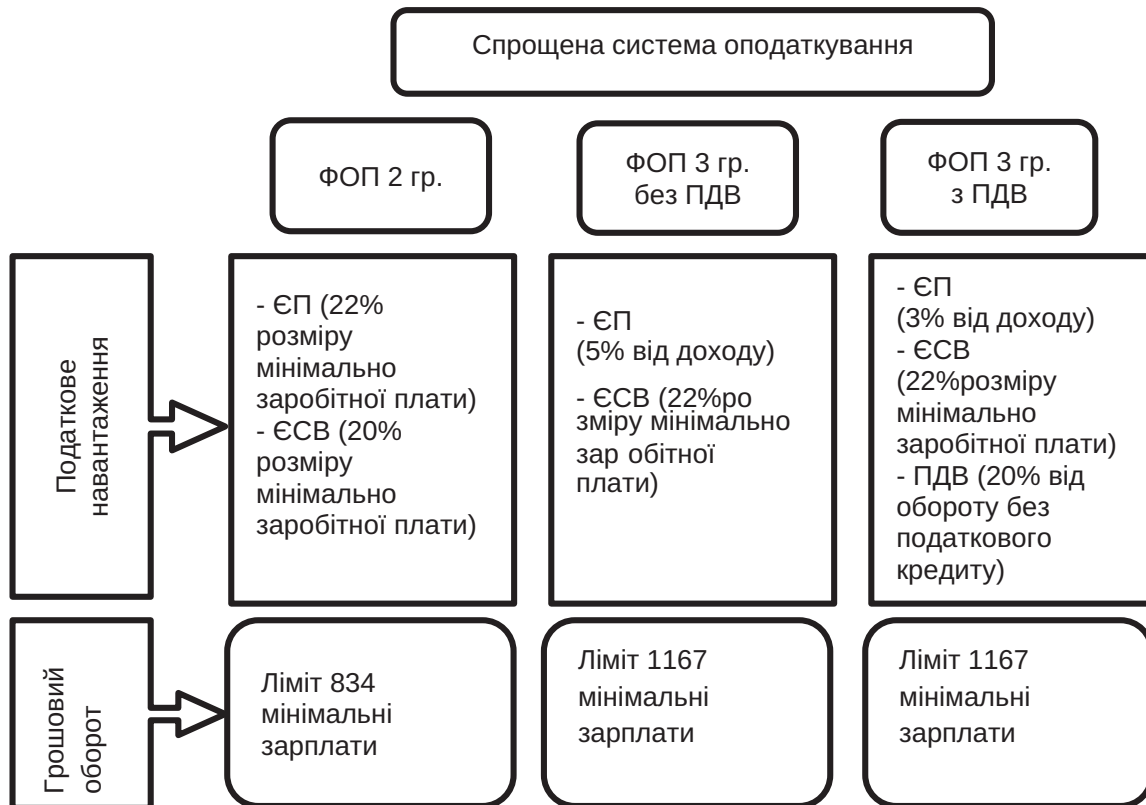 Спрощена система оподаткування
ФОП 2 гр.
ФОП 3 гр.
без ПДВ
ФОП 3 гр.
з ПДВ
Податкове
навантаження
- ЄП (22%
розміру
мінімально
заробітної плати)
- ЄСВ (20%
розміру
мінімально
заробітної плати)
- ЄП
(5% від доходу)
- ЄСВ (22%ро
зміру мінімально
зар обітної
плати)
- ЄП
(3% від доходу)
- ЄСВ
(22%розміру
мінімально
заробітної плати)
- ПДВ (20% від
обороту без
податкового
кредиту)
Грошовий
оборот
Ліміт 834
мінімальні
зарплати
Ліміт 1167
мінімальні
зарплати
Ліміт 1167
мінімальні
зарплати